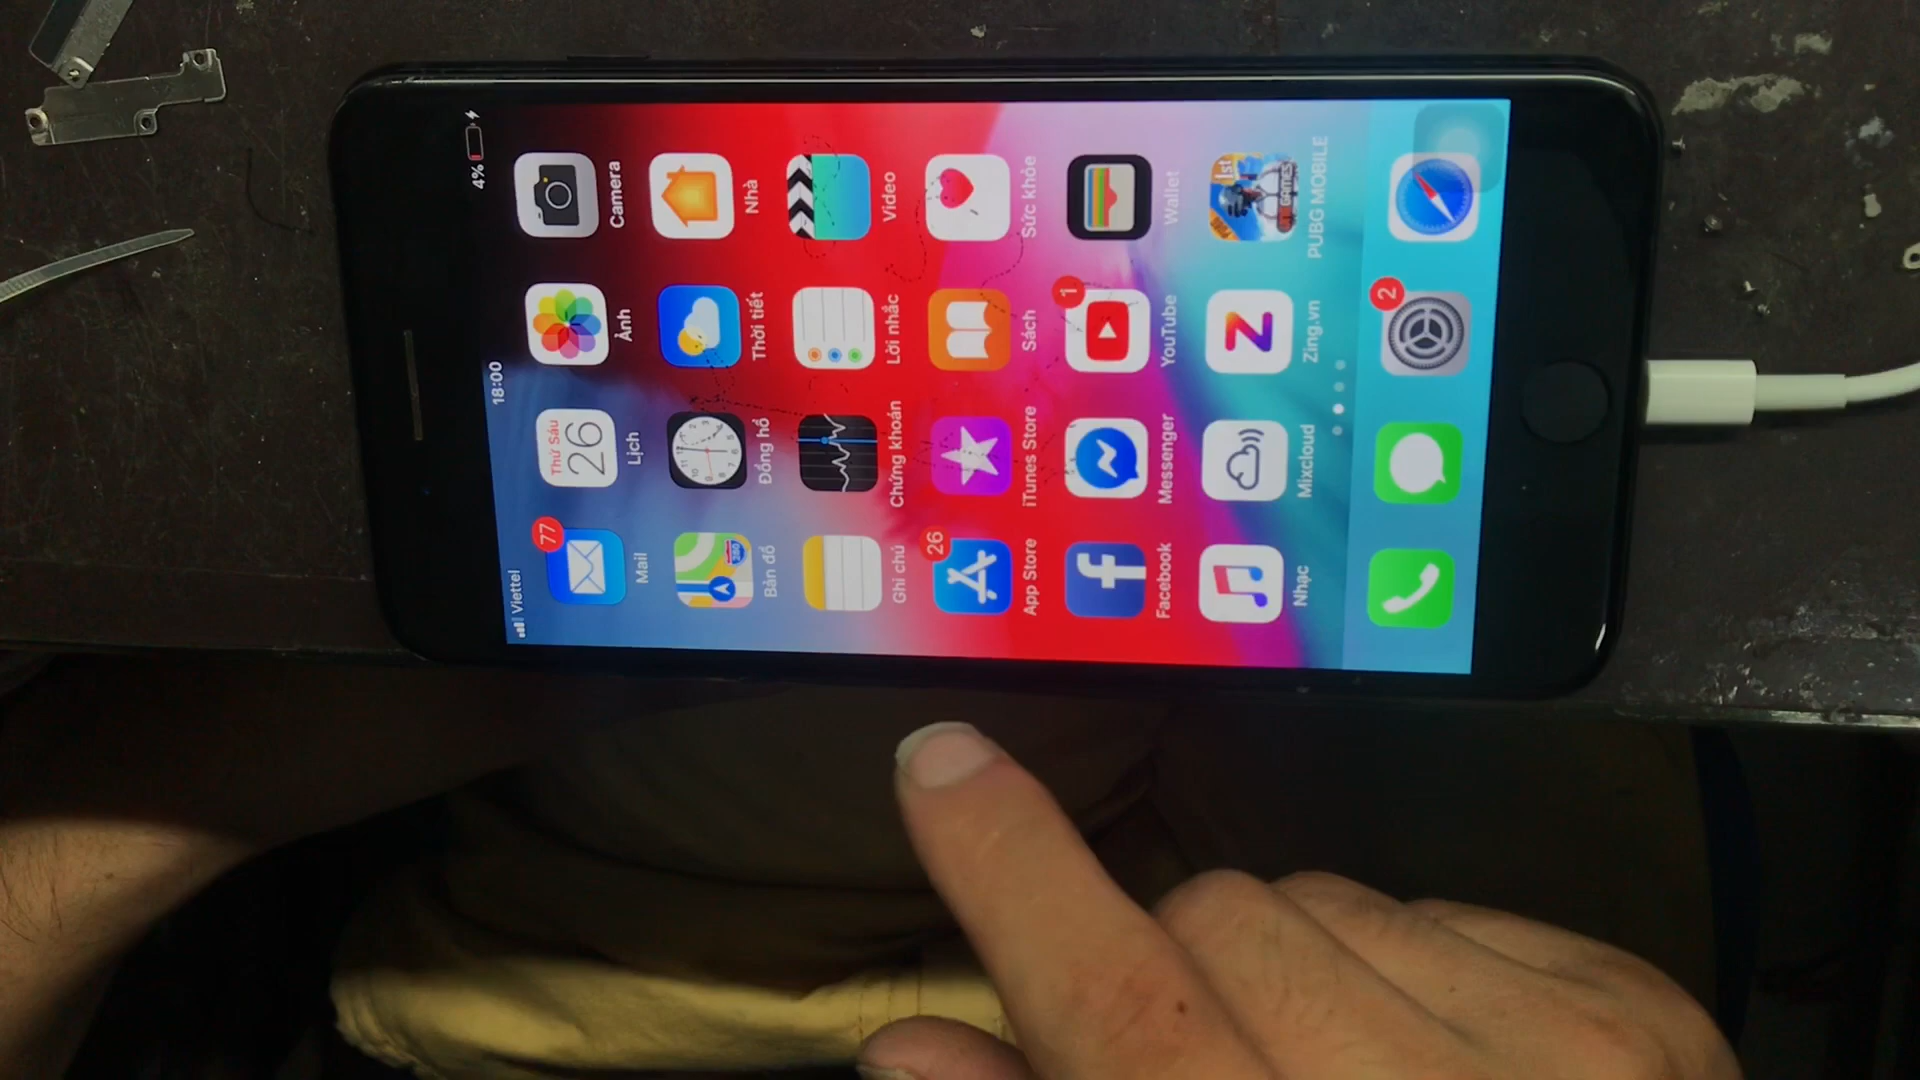 Viettel 18:00 4%
77
Thứ Sáu
26
Mail Lịch Ảnh Camera
280
Bản đồ Đồng hồ Thời tiết Nhà
Ghi chú Chứng khoán Lời nhắc Video
26
App Store iTunes Store Sách Sức khỏe
1
Facebook Messenger YouTube Wallet
1st
Nhạc Mixcloud Zing.vn PUBG MOBILE
2